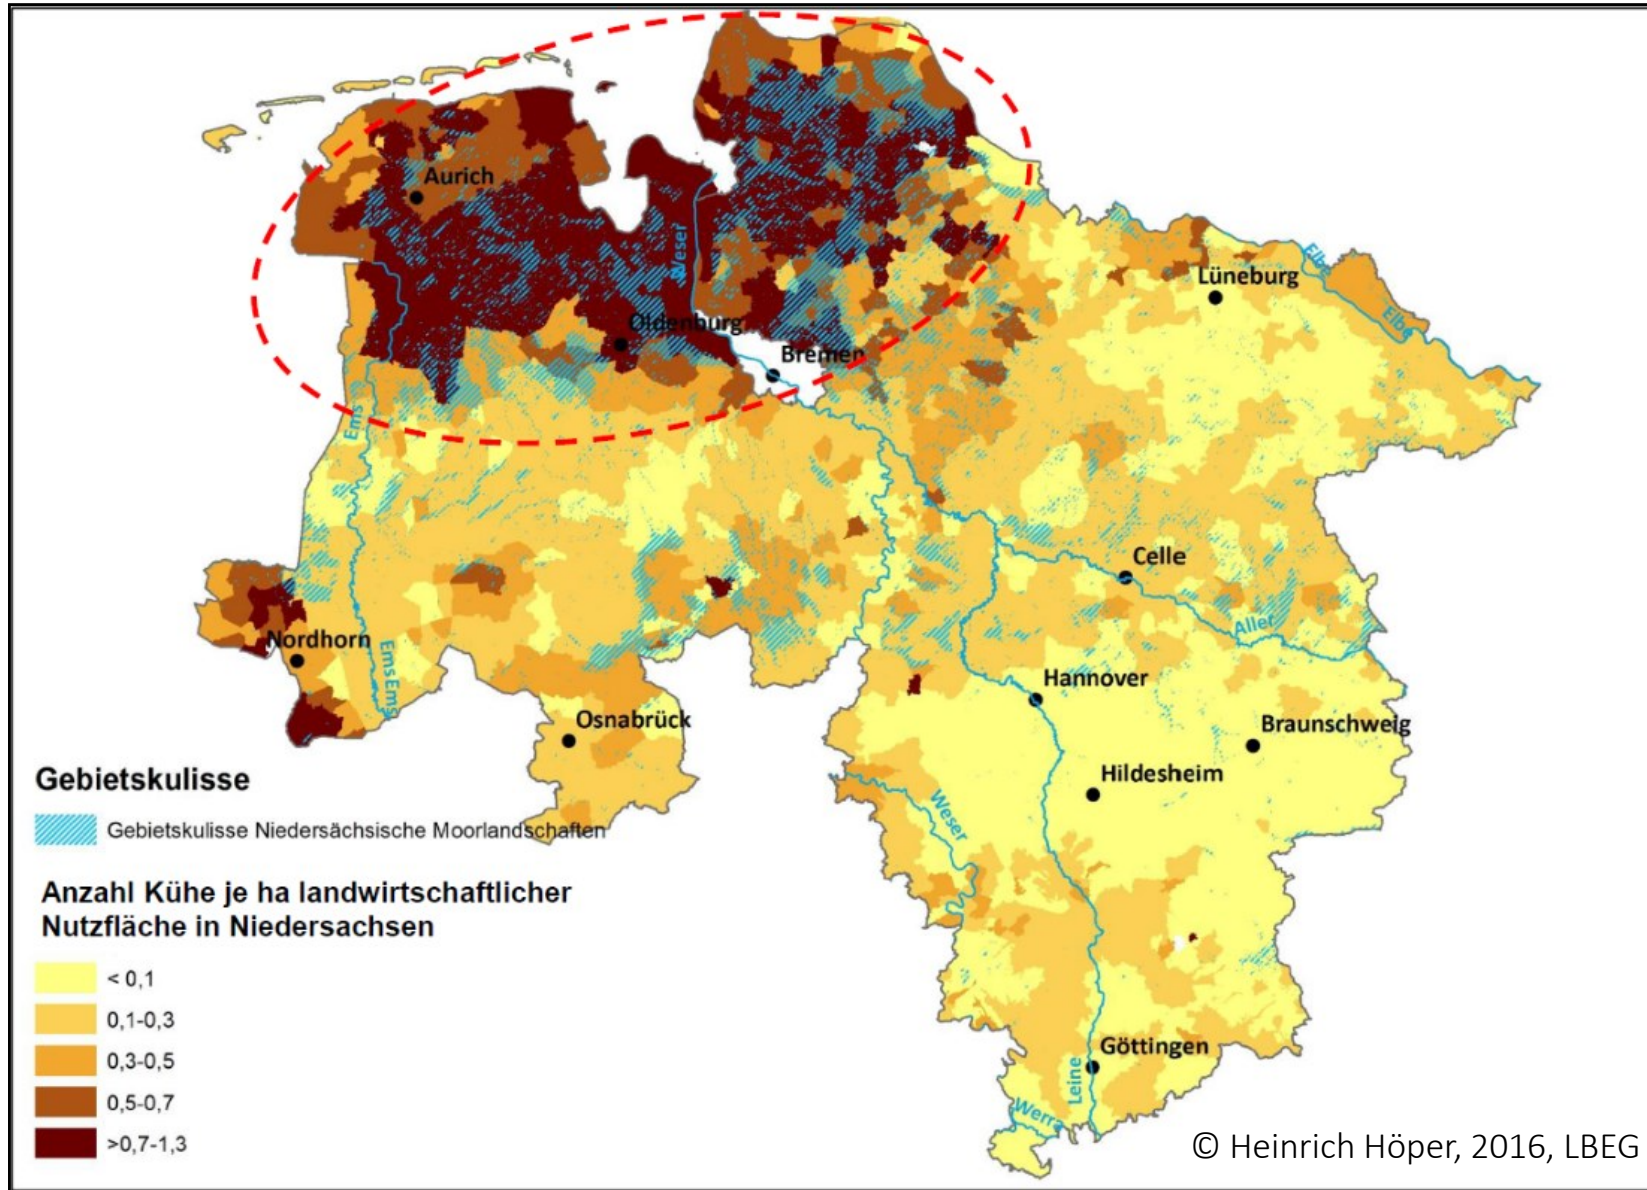 Aurich
Weser
Oldenburg
Bremen
Lüneburg
Elbe
Elbe
Ems
Celle
Aller
Nordhorn
EmsEms
Osnabrück
Hannover
Braunschweig
Hildesheim
Weser
Göttingen
Leine
Werra
Gebietskulisse
Gebietskulisse Niedersächsische Moorlandschaften
Anzahl Kühe je ha landwirtschaftlicher
Nutzfläche in Niedersachsen
< 0,1
0,1-0,3
0,3-0,5
0,5-0,7
>0,7-1,3
© Heinrich Höper, 2016, LBEG